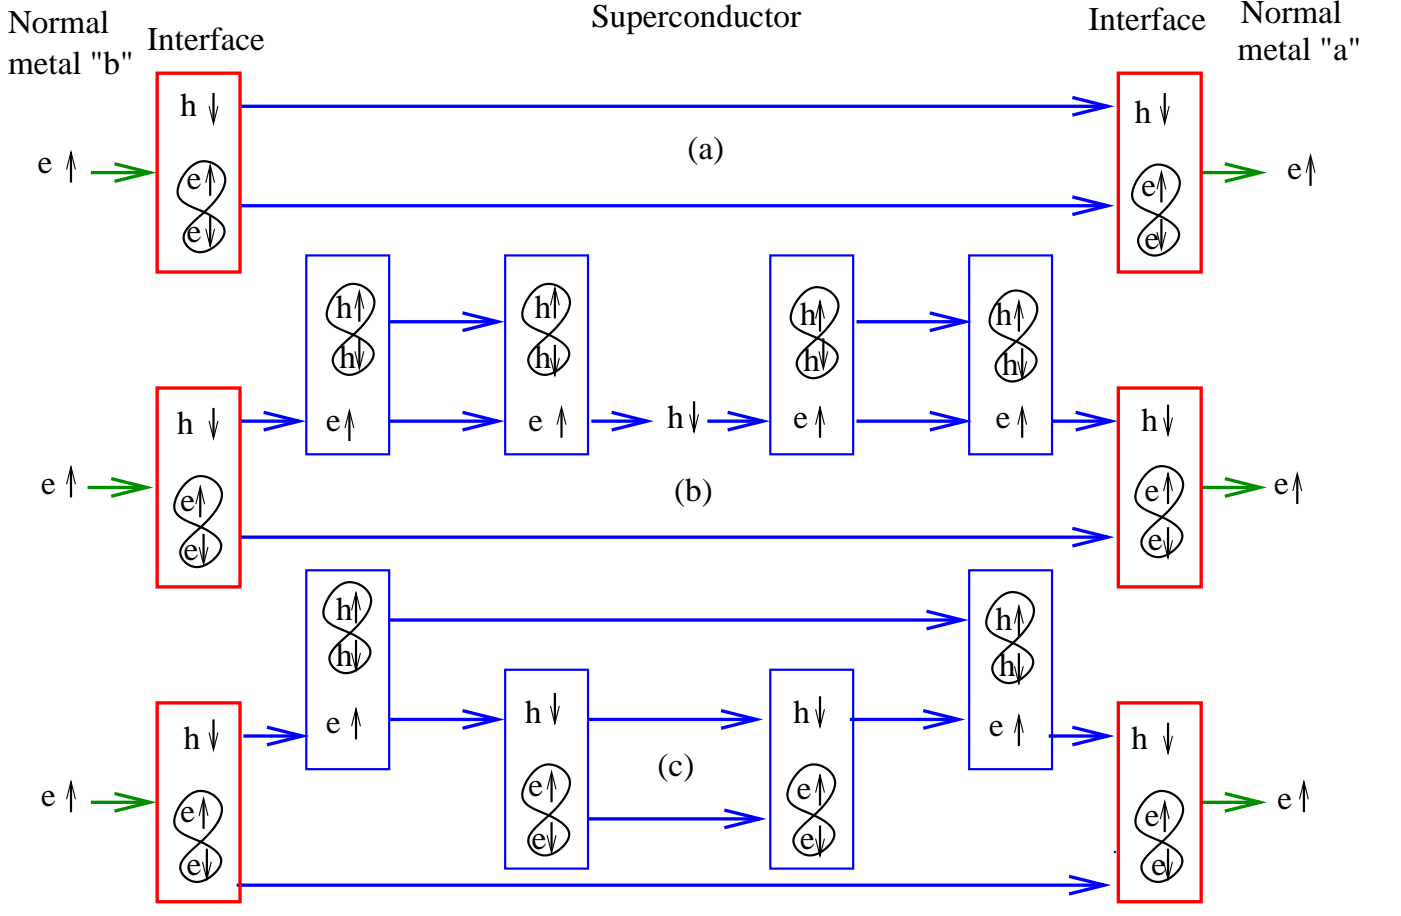 Normal
metal "b"
Interface
Superconductor
Interface
Normal
metal "a"
e ↑
h ↓
e↑
e↓
(a)
h ↓
e↑
e↓
e↑
h↑
h↓
e↑
h↑
h↓
e ↑
h↑
h↓
e ↑
h↑
h↓
e ↑
e ↑
h ↓
e↑
e↓
h↓
(b)
h↓
e↑
e↓
e↑
h↑
h↓
e ↑
h↑
h↓
e ↑
h ↓
e↑
e↓
h↓
e↑
e↓
(c)
e ↑
h ↓
e↑
e↓
h ↓
e↑
e↓
e ↑